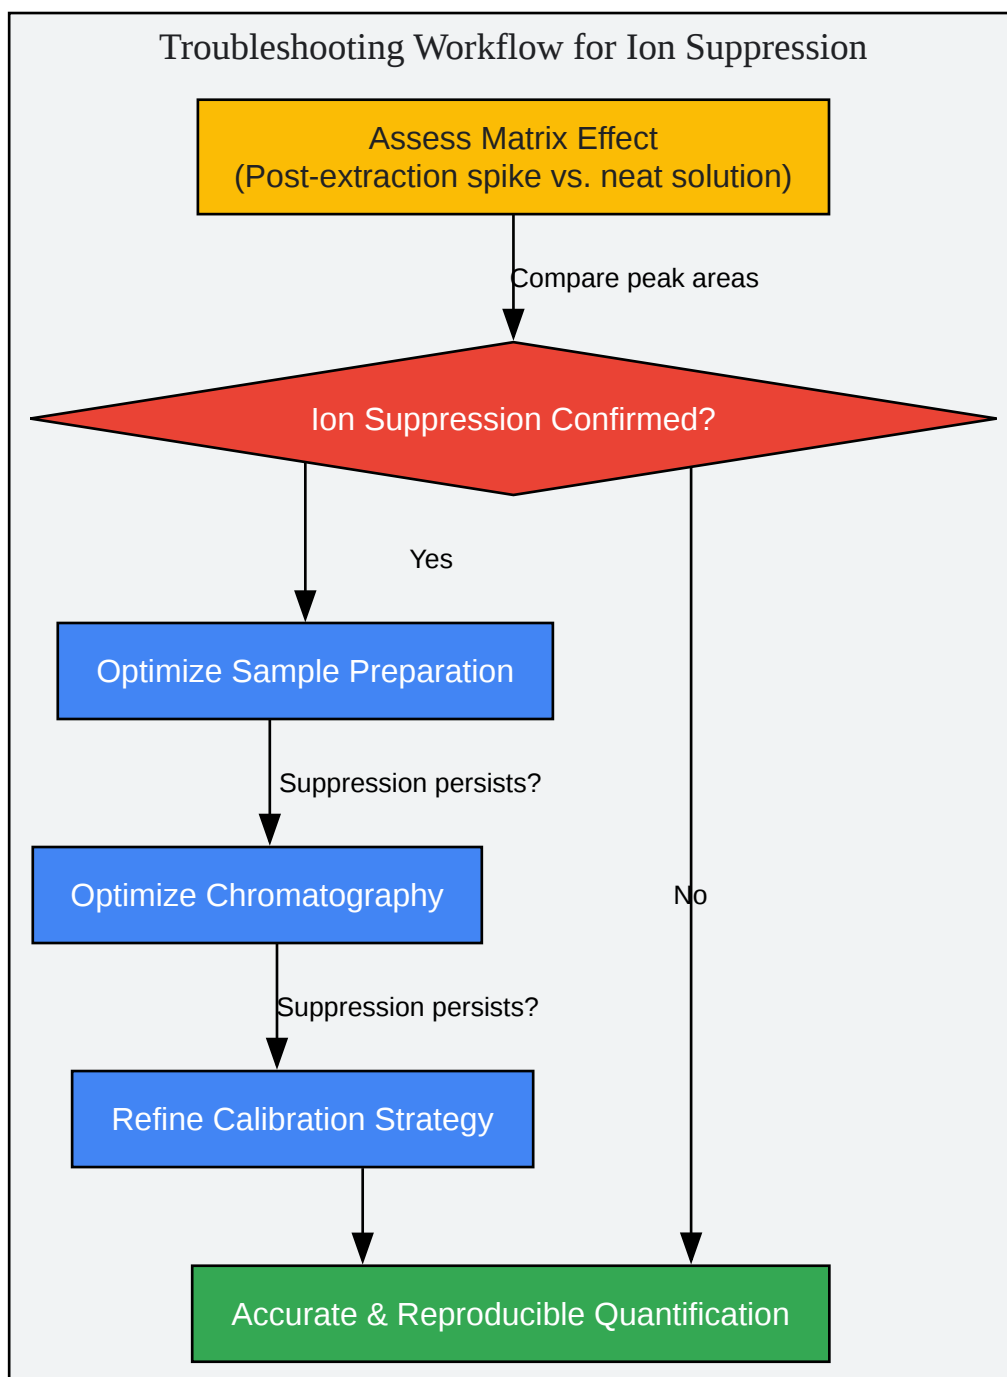 Troubleshooting Workflow for Ion Suppression
Assess Matrix Effect
(Post-extraction spike vs. neat solution)
Compare peak areas
Ion Suppression Confirmed?
Yes
Optimize Sample Preparation
Suppression persists?
Optimize Chromatography
No
Suppression persists?
Refine Calibration Strategy
Accurate & Reproducible Quantification